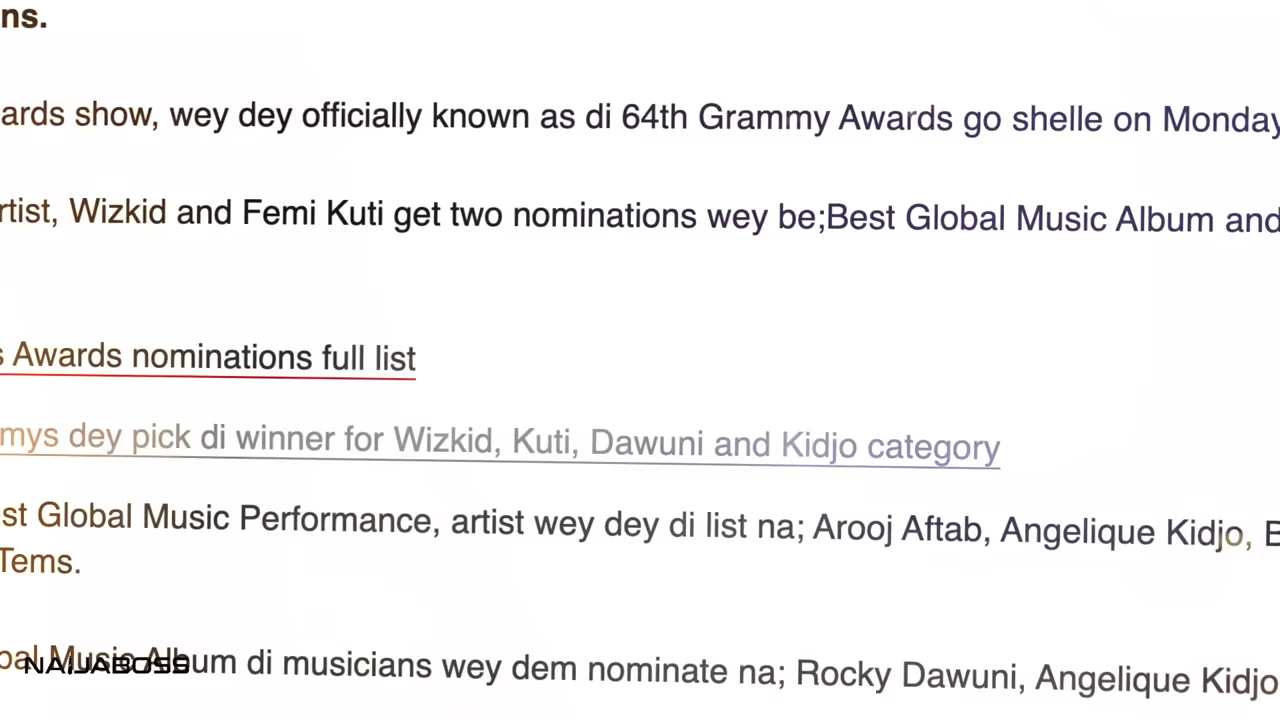 ns.
ards show, wey dey officially known as di 64th Grammy Awards go shelle on Monday
rtist, Wizkid and Femi Kuti get two nominations wey be;Best Global Music Album and
s Awards nominations full list
mys dey pick di winner for Wizkid, Kuti, Dawuni and Kidjo category
st Global Music Performance, artist wey dey di list na; Arooj Aftab, Angelique Kidjo, B
Tems.
bal Music Album di musicians wey dem nominate na; Rocky Dawuni, Angelique Kidjo
NAIJABOSS